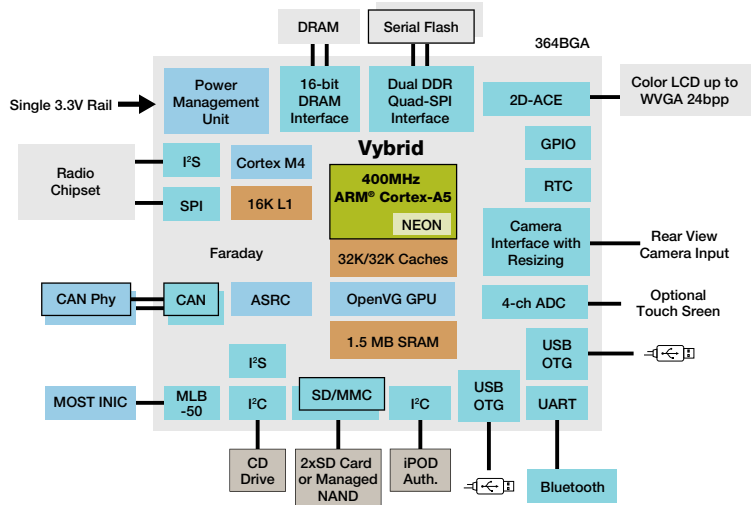 DRAM
Serial Flash
364BGA
Single 3.3V Rail
Power
Management
Unit
16-bit
DRAM
Interface
Dual DDR
Quad-SPI
Interface
2D-ACE
Color LCD up to
WVGA 24bpp
Vybrid
GPIO
Radio
Chipset
I²S
Cortex M4
400MHz
ARM® Cortex-A5
NEON
RTC
SPI
16K L1
Camera
Interface with
Resizing
Rear View
Camera Input
Faraday
32K/32K Caches
CAN Phy
CAN
ASRC
OpenVG GPU
4-ch ADC
Optional
Touch Sreen
1.5 MB SRAM
USB
OTG
I²S
MOST INIC
MLB
-50
I²C
SD/MMC
I²C
USB
OTG
UART
CD
Drive
2xSD Card
or Managed
NAND
iPOD
Auth.
Bluetooth